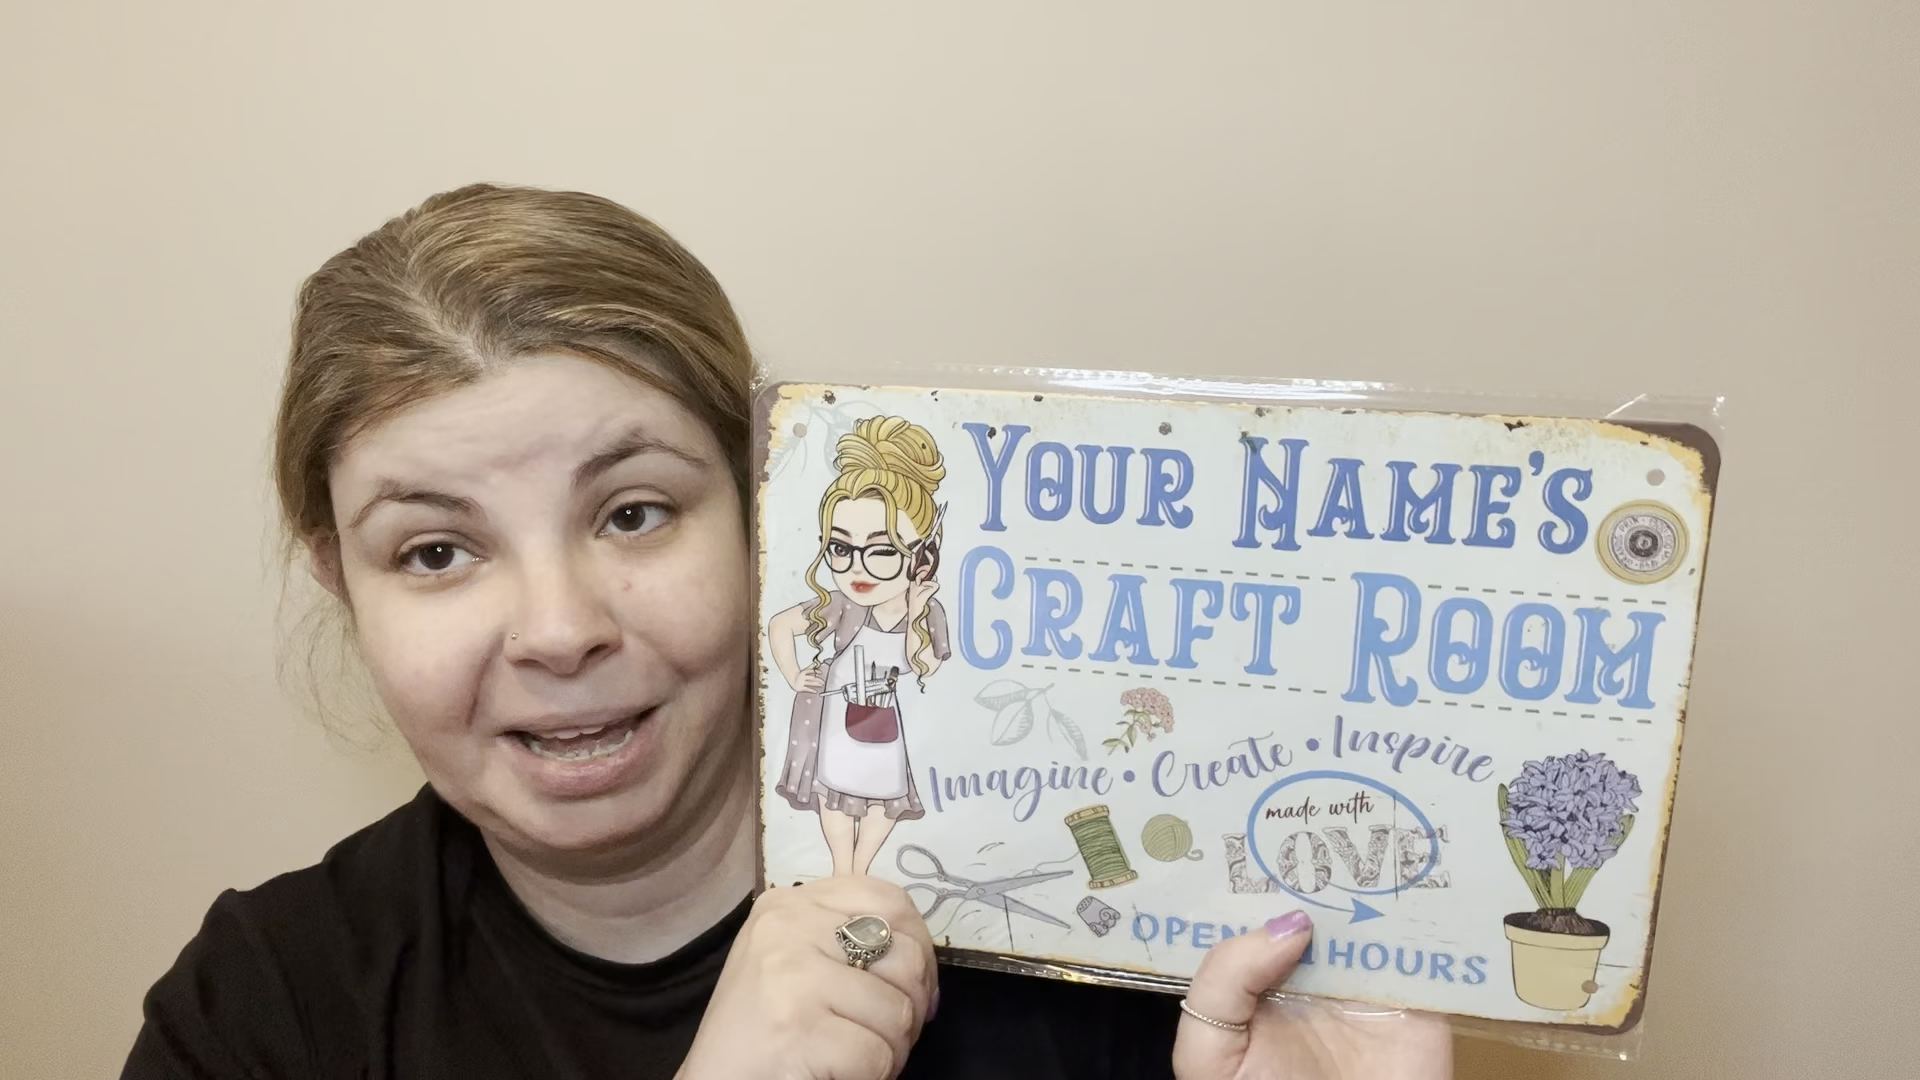 YOUR NAME'S
CRAFT ROOM
Imagine • Create • Inspire
made with
LOVE
OPEN HOURS